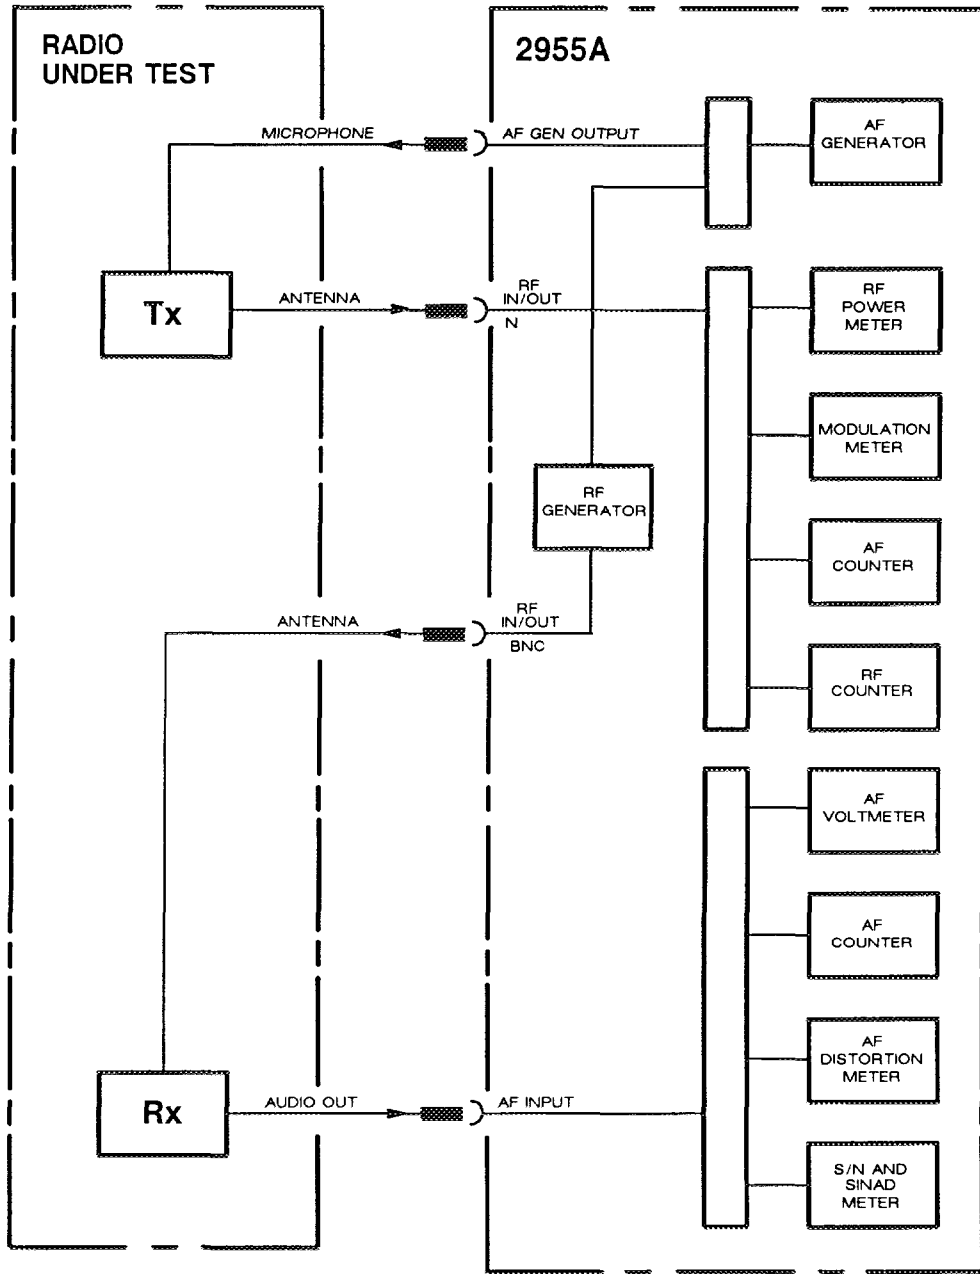 RADIO
UNDER TEST
2955A
MICROPHONE
AF GEN OUTPUT
AF
GENERATOR
Tx
ANTENNA
RF
IN/OUT
N
RF
POWER
METER
MODULATION
METER
RF
GENERATOR
AF
COUNTER
ANTENNA
RF
IN/OUT
BNC
RF
COUNTER
AF
VOLTMETER
AF
COUNTER
AF
DISTORTION
METER
Rx
AUDIO OUT
AF INPUT
S/N AND
SINAD
METER